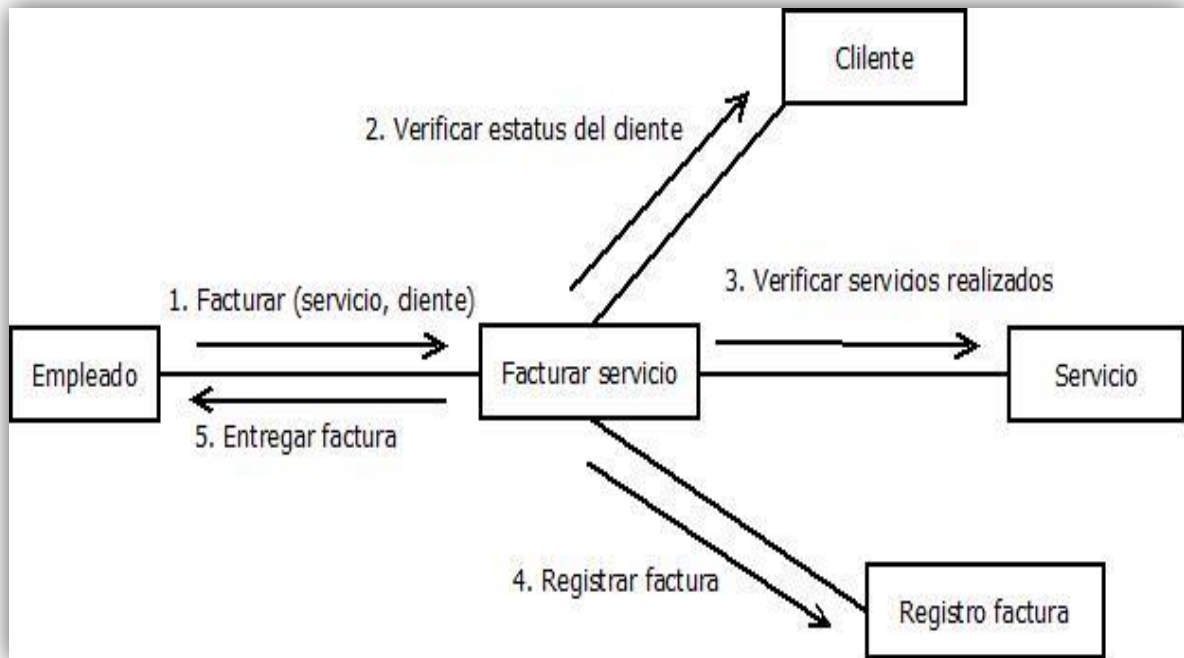 Clilente
2. Verificar estatus del diente
1. Facturar (servicio, diente)
3. Verificar servicios realizados
Empleado
Facturar servicio
Servicio
5. Entregar factura
4. Registrar factura
Registro factura